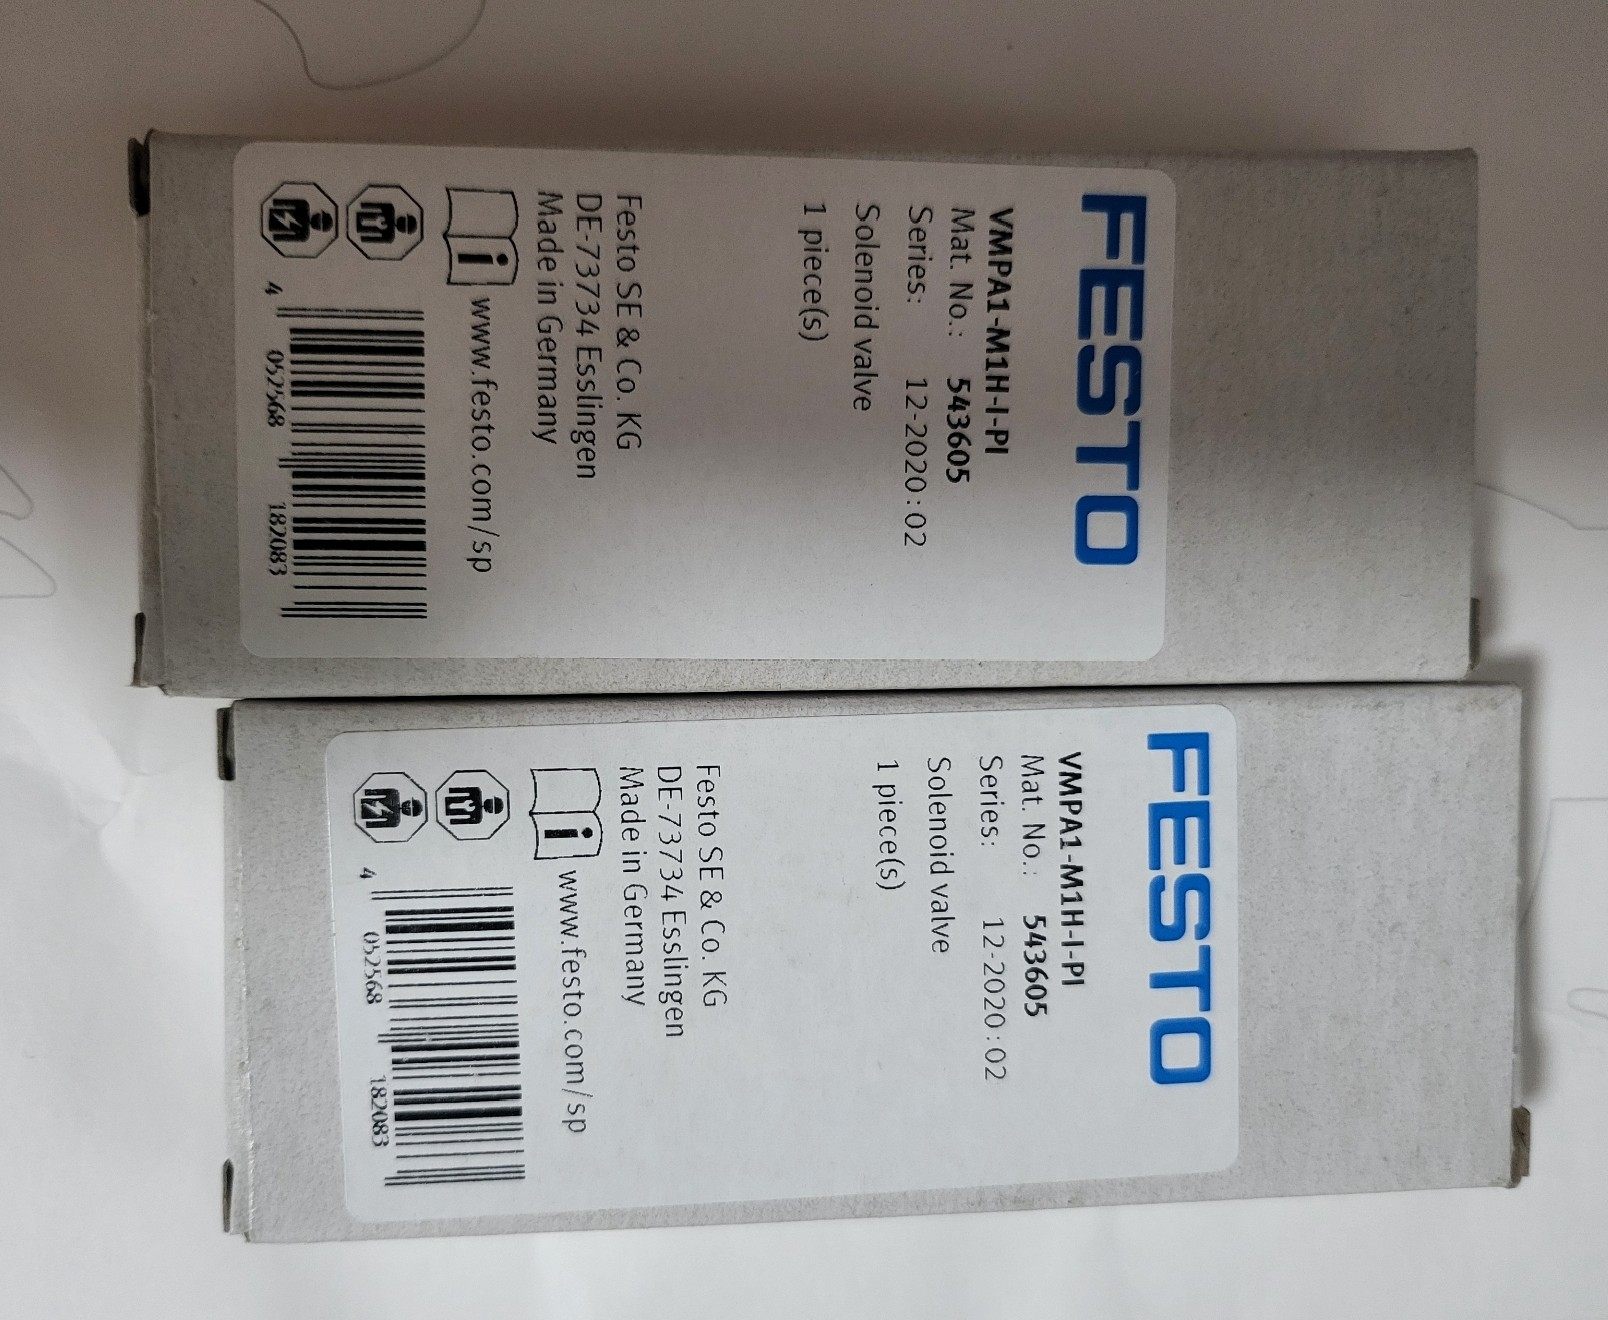 FESTO
VMPA1-M1H-I-PI
Mat. No.: 543605
Series: 12-2020:02
Solenoid valve
1 piece(s)
Festo SE & Co. KG
DE-73734 Esslingen
Made in Germany
i www.festo.com/sp
4 052568 182083
FESTO
VMPA1-M1H-I-PI
Mat. No.: 543605
Series: 12-2020:02
Solenoid valve
1 piece(s)
Festo SE & Co. KG
DE-73734 Esslingen
Made in Germany
i www.festo.com/sp
4 052568 182083